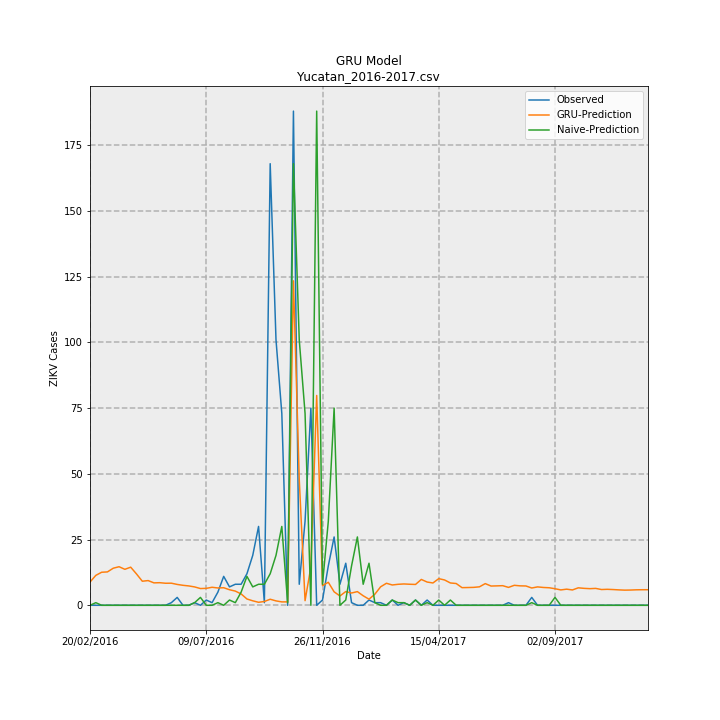 GRU Model
Yucatan_2016-2017.csv
Observed
GRU-Prediction
Naive-Prediction
ZIKV Cases
175
150
125
100
75
50
25
0
20/02/2016
09/07/2016
26/11/2016
15/04/2017
02/09/2017
Date